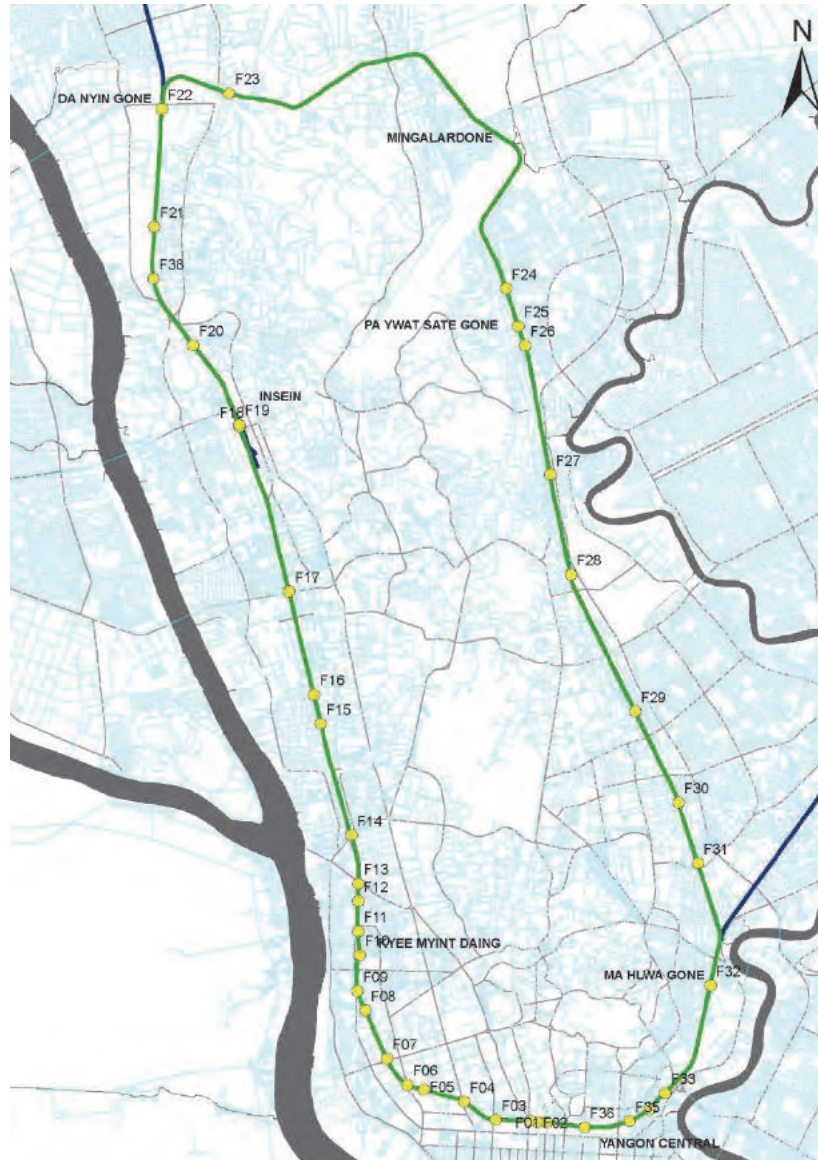 N
F23
DA NYIN GONE
F22
MINGALARDONE
F21
F38
F24
F25
PA YWAT SATE GONE
F26
F20
INSEIN
F18
F19
F27
F28
F17
F16
F15
F29
F30
F14
F31
F13
F12
F11
F10
KYEE MYINT DAING
F09
F08
MA HLWA GONE
F32
F07
F06
F05
F04
F33
F03
F01
F02
F36
F35
YANGON CENTRAL